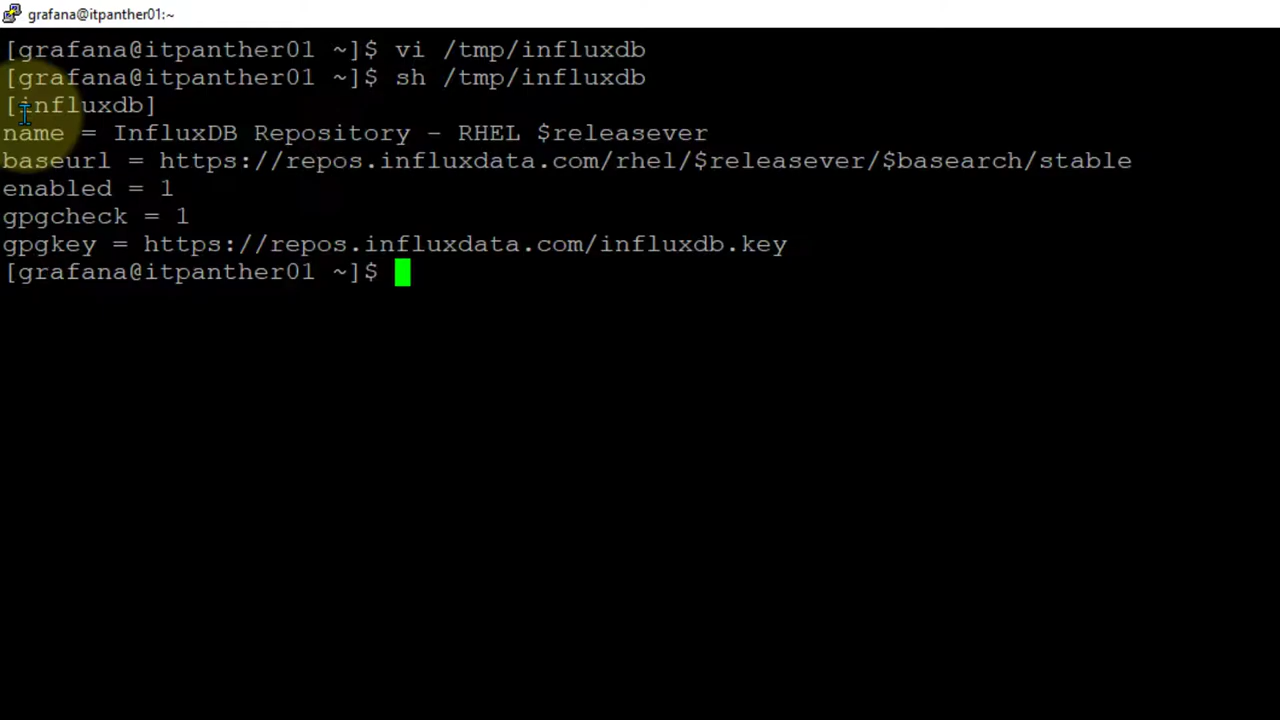 grafana@itpanther01:~
[grafana@itpanther01 ~]$ vi /tmp/influxdb
[grafana@itpanther01 ~]$ sh /tmp/influxdb
[influxdb]
name = InfluxDB Repository - RHEL $releasever
baseurl = https://repos.influxdata.com/rhel/$releasever/$basearch/stable
enabled = 1
gpgcheck = 1
gpgkey = https://repos.influxdata.com/influxdb.key
[grafana@itpanther01 ~]$